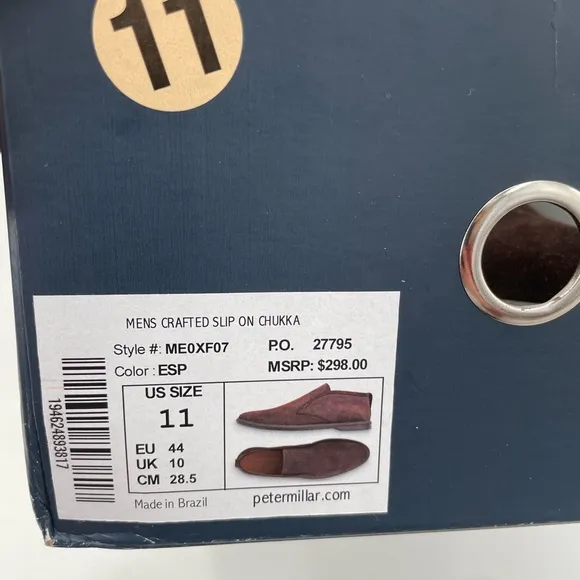 11
MENS CRAFTED SLIP ON CHUKKA
Style #: ME0XF07 P.O. 27795
Color : ESP MSRP: $298.00
US SIZE
11
EU 44
UK 10
CM 28.5
194624893817
Made in Brazil petermillar.com